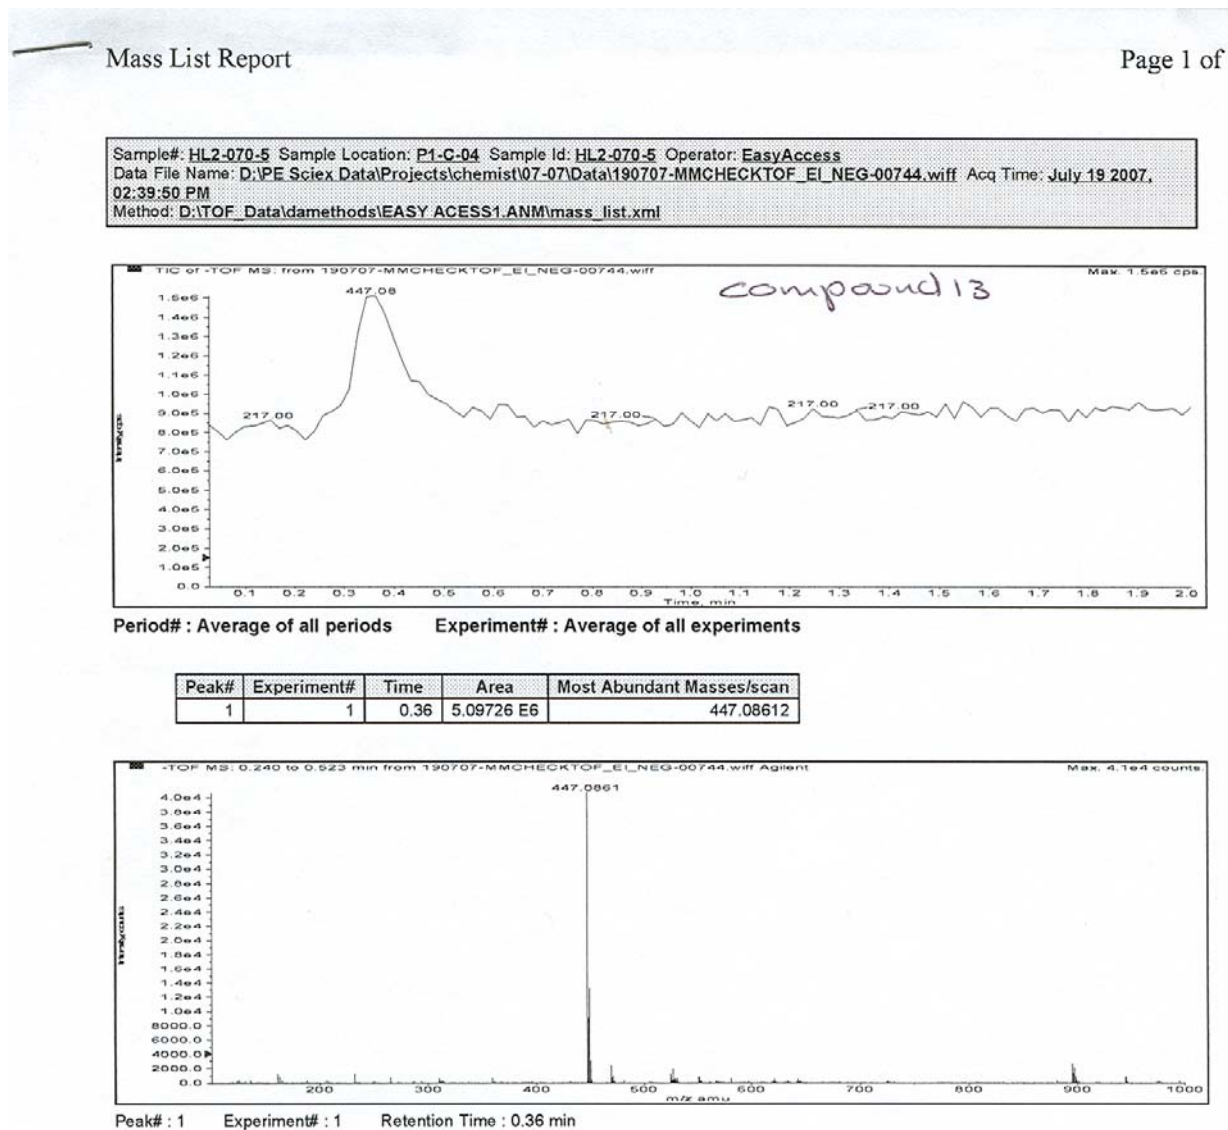 Mass List Report
Page 1 of
Sample#: HL2-070-5 Sample Location: P1-C-04 Sample Id: HL2-070-5 Operator: EasyAccess
Data File Name: D:\PE Sciex Data\Projects\chemist\07-07\Data\190707-MMCHECKTOF_EI_NEG-00744.wiff Acq Time: July 19 2007,
02:39:50 PM
Method: D:\TOF_Data\damethods\EASY ACESS1.ANM\mass_list.xml
TIC of -TOF MS: from 190707-MMCHECKTOF_EI_NEG-00744.wiff
Max. 1.5e6 cps.
compound 13
447.08
1.5e6
1.4e6
1.3e6
1.2e6
1.1e6
1.0e6
9.0e5
8.0e5
7.0e5
6.0e5
5.0e5
4.0e5
3.0e5
2.0e5
1.0e5
0.0
Intensity, cps
217.00
217.00
217.00
217.00
0.1 0.2 0.3 0.4 0.5 0.6 0.7 0.8 0.9 1.0 1.1 1.2 1.3 1.4 1.5 1.6 1.7 1.8 1.9 2.0
Time, min
Period# : Average of all periods Experiment# : Average of all experiments
Peak# Experiment# Time Area Most Abundant Masses/scan
1 1 0.36 5.09726 E6 447.08612
-TOF MS: 0.240 to 0.523 min from 190707-MMCHECKTOF_EI_NEG-00744.wiff Agilent
Max. 4.1e4 counts.
447.0861
4.0e4
3.8e4
3.6e4
3.4e4
3.2e4
3.0e4
2.8e4
2.6e4
2.4e4
2.2e4
2.0e4
1.8e4
1.6e4
1.4e4
1.2e4
1.0e4
8000.0
6000.0
4000.0
2000.0
0.0
Intensity, counts
200 300 400 500 600 700 800 900 1000
m/z amu
Peak# : 1 Experiment# : 1 Retention Time : 0.36 min